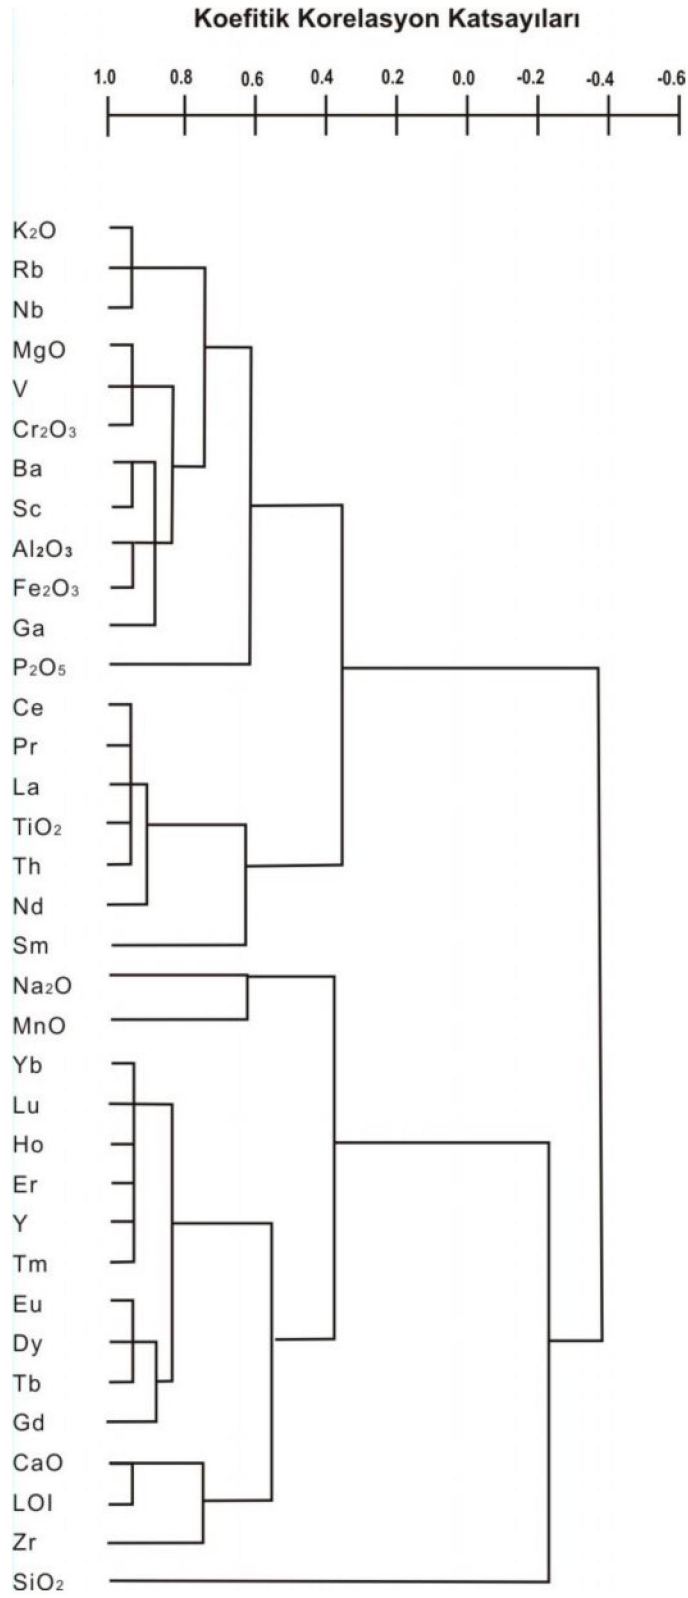 Koefitik Korelasyon Katsayıları
1.0 0.8 0.6 0.4 0.2 0.0 -0.2 -0.4 -0.6
K₂O
Rb
Nb
MgO
V
Cr₂O₃
Ba
Sc
Al₂O₃
Fe₂O₃
Ga
P₂O₅
Ce
Pr
La
TiO₂
Th
Nd
Sm
Na₂O
MnO
Yb
Lu
Ho
Er
Y
Tm
Eu
Dy
Tb
Gd
CaO
LOI
Zr
SiO₂